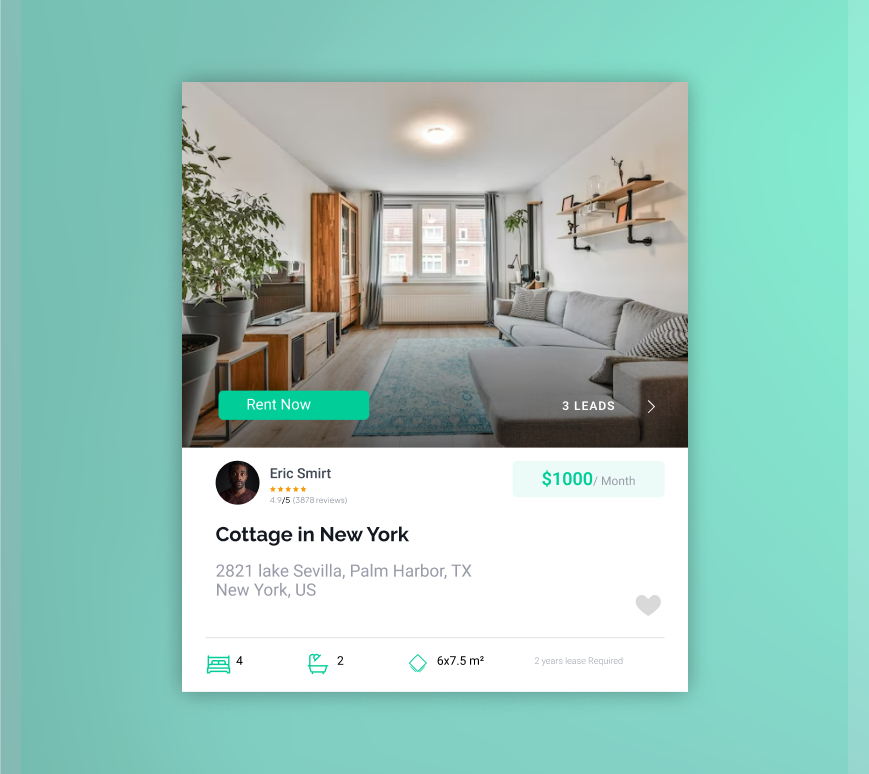 Rent Now
3 LEADS
Eric Smirt
4.9/5 (3878 reviews)
$1000/ Month
Cottage in New York
2821 lake Sevilla, Palm Harbor, TX
New York, US
4
2
6x7.5 m²
2 years lease Required